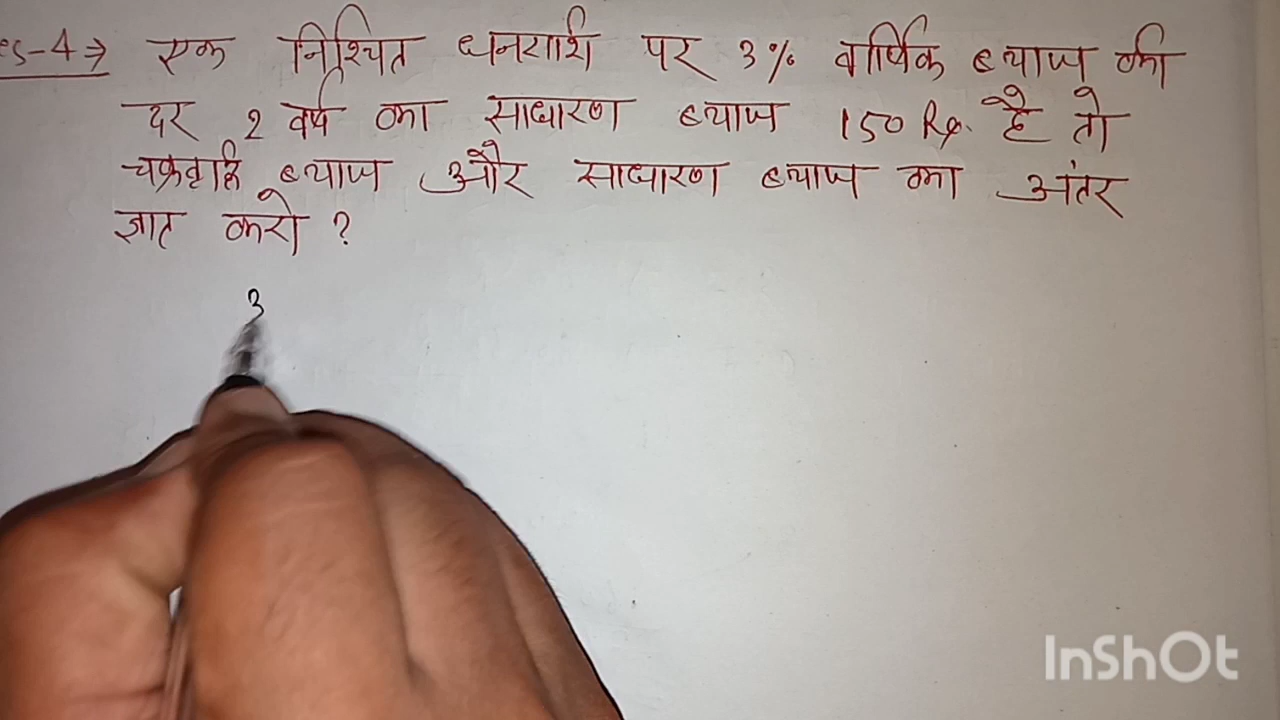 es-4⇒ एक निश्चित धनराशि पर 3% वार्षिक ब्याज की
दर 2 वर्ष का साधारण ब्याज 150 Rs. है तो
चक्रवृद्धि ब्याज और साधारण ब्याज का अंतर
ज्ञात करो ?
3
InShOt